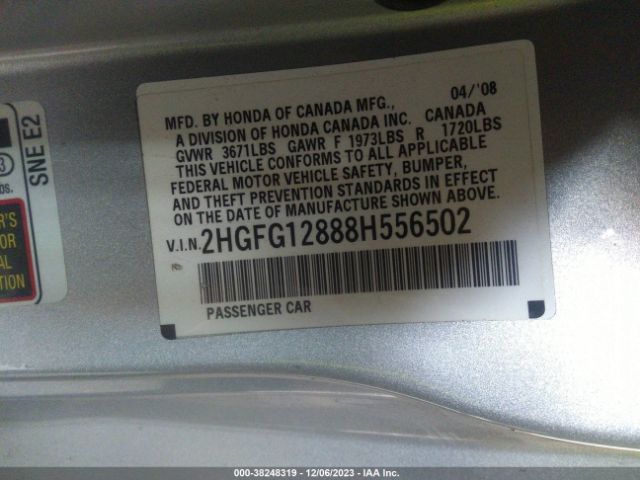 MFD. BY HONDA OF CANADA MFG., 04/'08
A DIVISION OF HONDA CANADA INC. CANADA
GVWR 3671LBS GAWR F 1973LBS R 1720LBS
THIS VEHICLE CONFORMS TO ALL APPLICABLE
FEDERAL MOTOR VEHICLE SAFETY, BUMPER,
AND THEFT PREVENTION STANDARDS IN EFFECT
ON THE DATE OF MANUFACTURE SHOWN ABOVE.
V.I.N. 2HGFG12888H556502
PASSENGER CAR
SNE E2
000-38248319 - 12/06/2023 - IAA Inc.